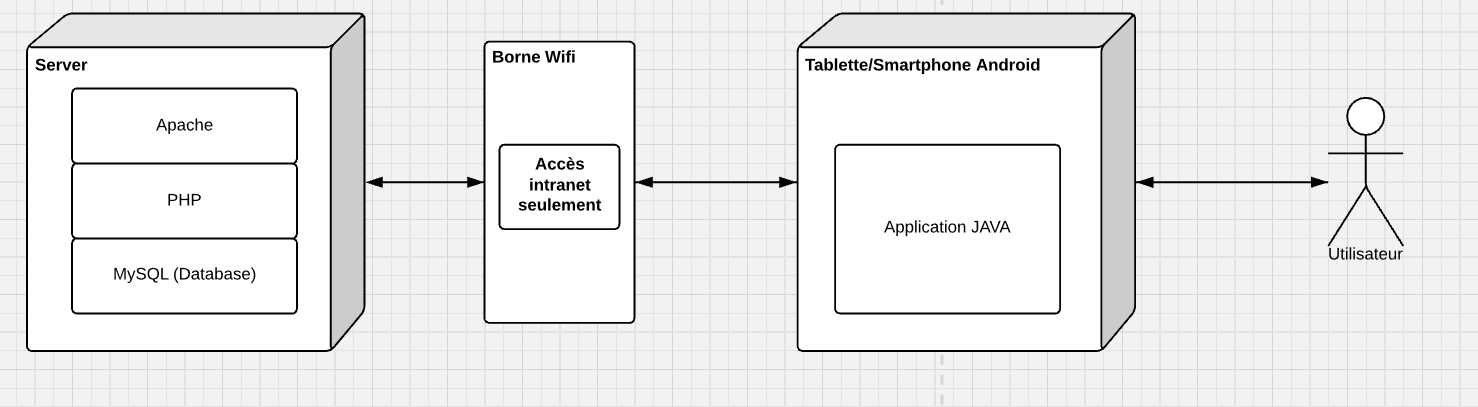 Server
Apache
PHP
MySQL (Database)
Borne Wifi
Accès
intranet
seulement
Tablette/Smartphone Android
Application JAVA
Utilisateur